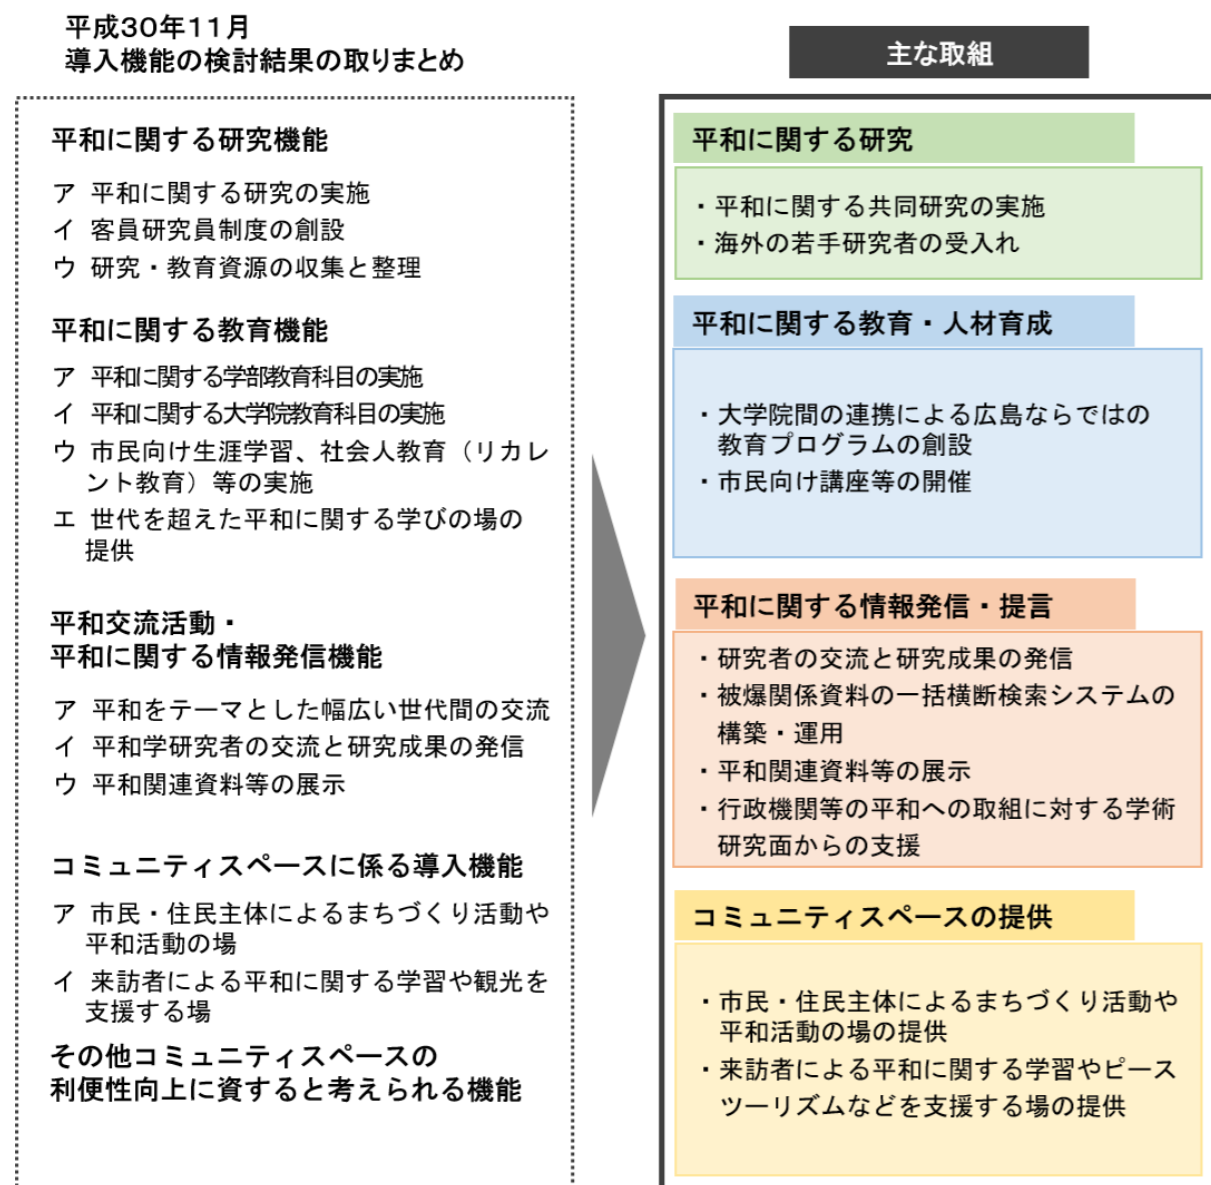 平成30年11月
導入機能の検討結果の取りまとめ
平和に関する研究機能
ア 平和に関する研究の実施
イ 客員研究員制度の創設
ウ 研究・教育資源の収集と整理
平和に関する教育機能
ア 平和に関する学部教育科目の実施
イ 平和に関する大学院教育科目の実施
ウ 市民向け生涯学習、社会人教育（リカレ
ント教育）等の実施
エ 世代を超えた平和に関する学びの場の
提供
平和交流活動・
平和に関する情報発信機能
ア 平和をテーマとした幅広い世代間の交流
イ 平和学研究者の交流と研究成果の発信
ウ 平和関連資料等の展示
コミュニティスペースに係る導入機能
ア 市民・住民主体によるまちづくり活動や
平和活動の場
イ 来訪者による平和に関する学習や観光を
支援する場
その他コミュニティスペースの
利便性向上に資すると考えられる機能
主な取組
平和に関する研究
・平和に関する共同研究の実施
・海外の若手研究者の受入れ
平和に関する教育・人材育成
・大学院間の連携による広島ならではの
教育プログラムの創設
・市民向け講座等の開催
平和に関する情報発信・提言
・研究者の交流と研究成果の発信
・被爆関係資料の一括横断検索システムの
構築・運用
・平和関連資料等の展示
・行政機関等の平和への取組に対する学術
研究面からの支援
コミュニティスペースの提供
・市民・住民主体によるまちづくり活動や
平和活動の場の提供
・来訪者による平和に関する学習やピース
ツーリズムなどを支援する場の提供